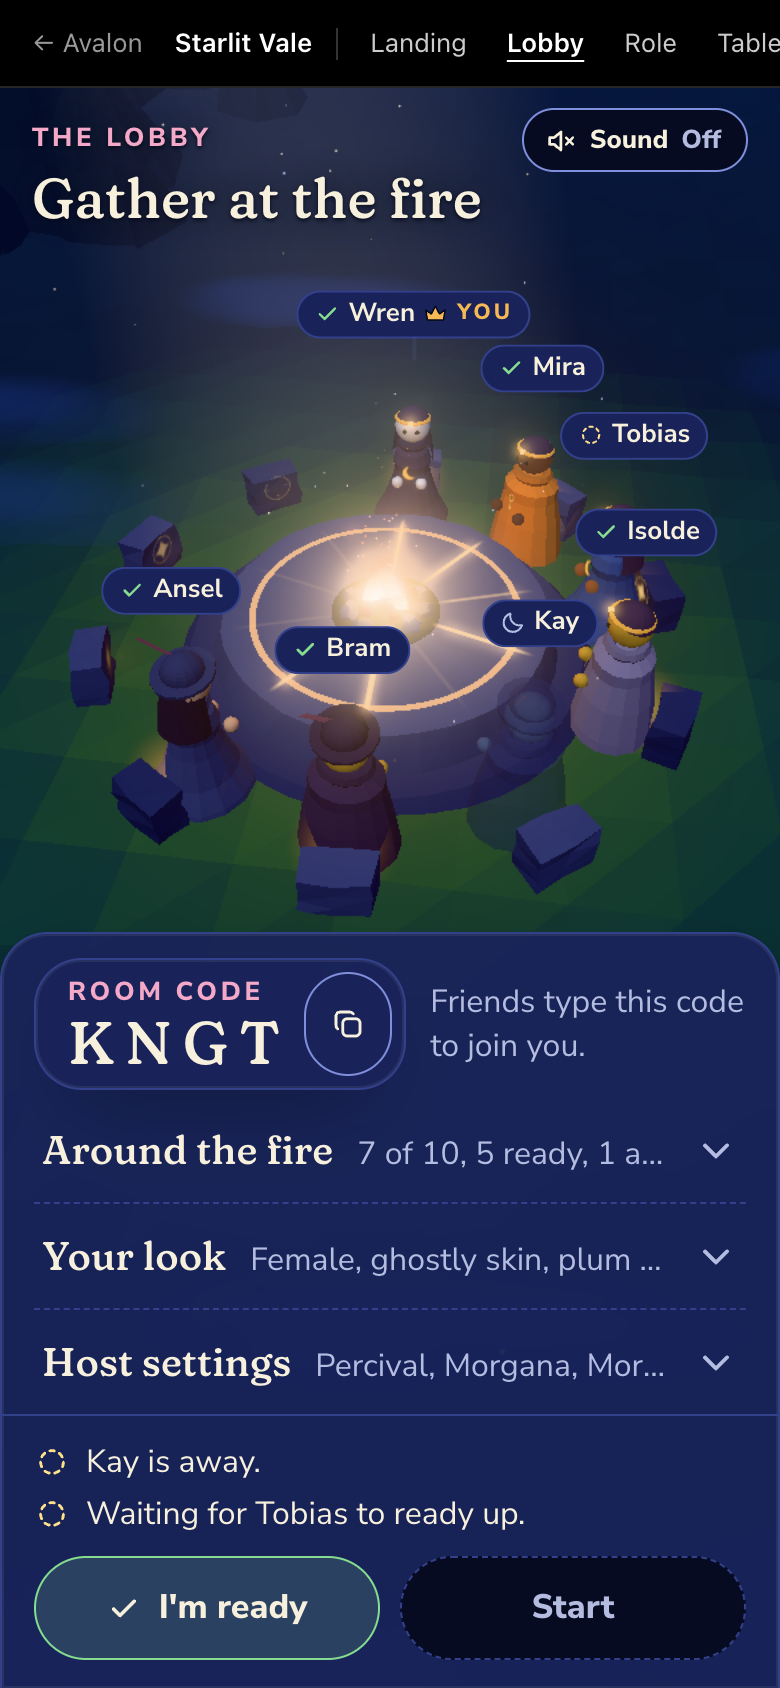 ← Avalon Starlit Vale Landing Lobby Role Table
THE LOBBY
Sound Off
Gather at the fire
Wren YOU
Mira
Tobias
Isolde
Ansel
Kay
Bram
ROOM CODE
KNGT
Friends type this code
to join you.
Around the fire 7 of 10, 5 ready, 1 a...
Your look Female, ghostly skin, plum ...
Host settings Percival, Morgana, Mor...
Kay is away.
Waiting for Tobias to ready up.
I'm ready
Start